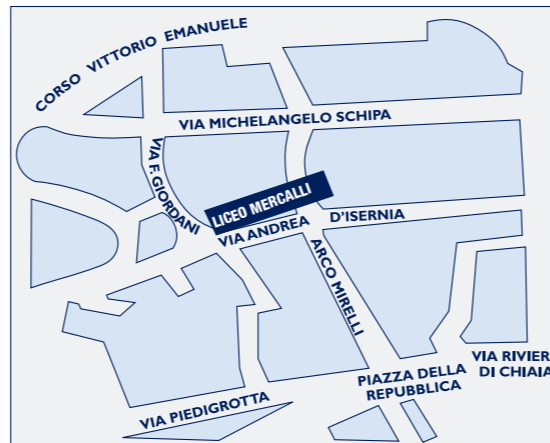 CORSO VITTORIO EMANUELE
VIA MICHELANGELO SCHIPA
VIA F. GIORDANI
LICEO MERCALLI
VIA ANDREA D'ISERNIA
ARCO MIRELLI
VIA RIVIER
DI CHIAIA
PIAZZA DELLA
REPUBBLICA
VIA PIEDIGROTTA